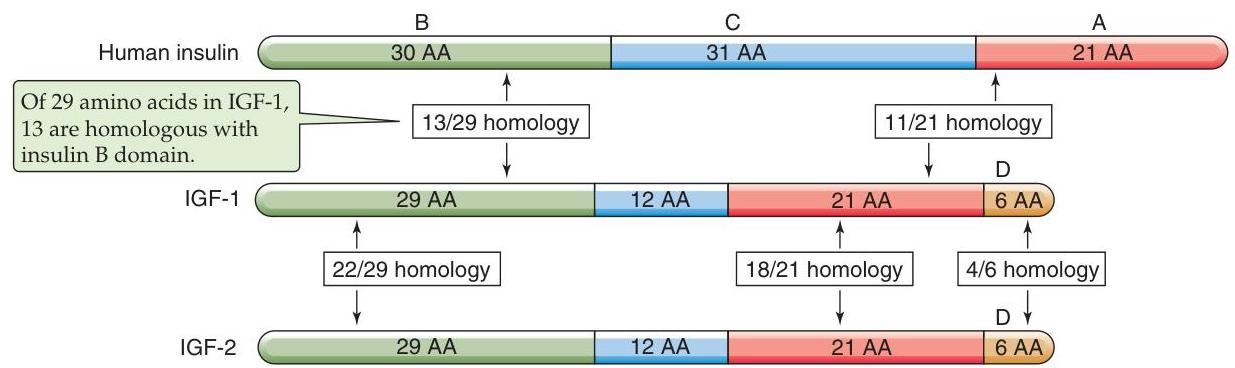 B C A
Human insulin 30 AA 31 AA 21 AA
Of 29 amino acids in IGF-1,
13 are homologous with
insulin B domain.
13/29 homology 11/21 homology
D
IGF-1 29 AA 12 AA 21 AA 6 AA
22/29 homology 18/21 homology 4/6 homology
D
IGF-2 29 AA 12 AA 21 AA 6 AA